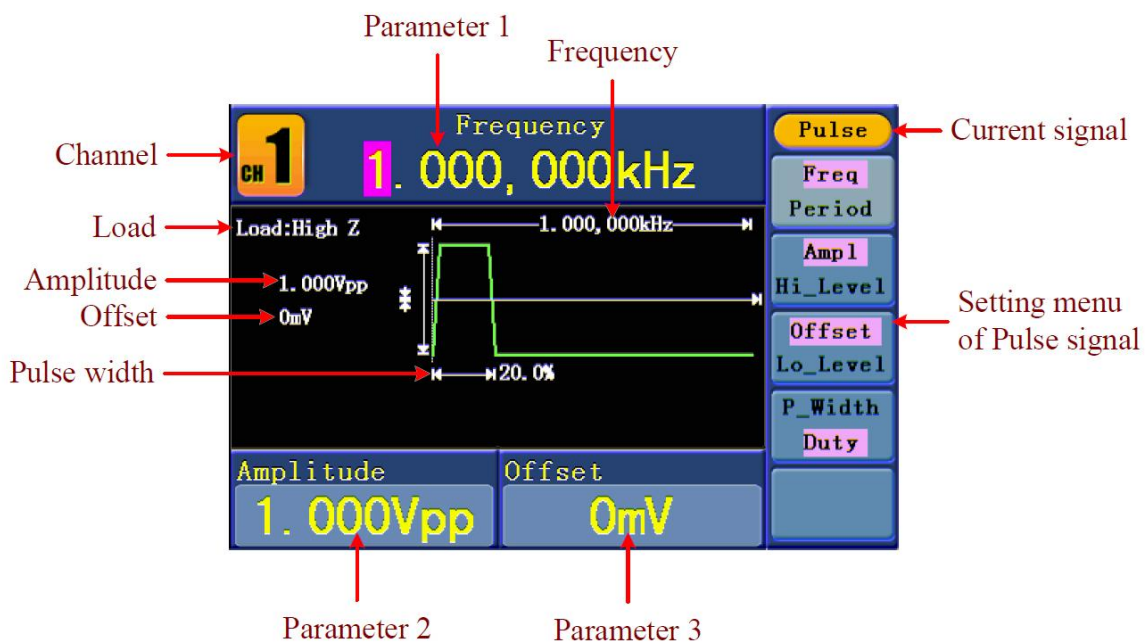 Parameter 1
Frequency
Channel
CH 1
Frequency
1.000,000kHz
Pulse
Current signal
Freq
Period
Load
Load:High Z
1.000,000kHz
Amplitude
1.000Vpp
Ampl
Hi_Level
Offset
0mV
Offset
Lo_Level
Setting menu
of Pulse signal
Pulse width
20.0%
P_Width
Duty
Amplitude
1.000Vpp
Offset
0mV
Parameter 2
Parameter 3